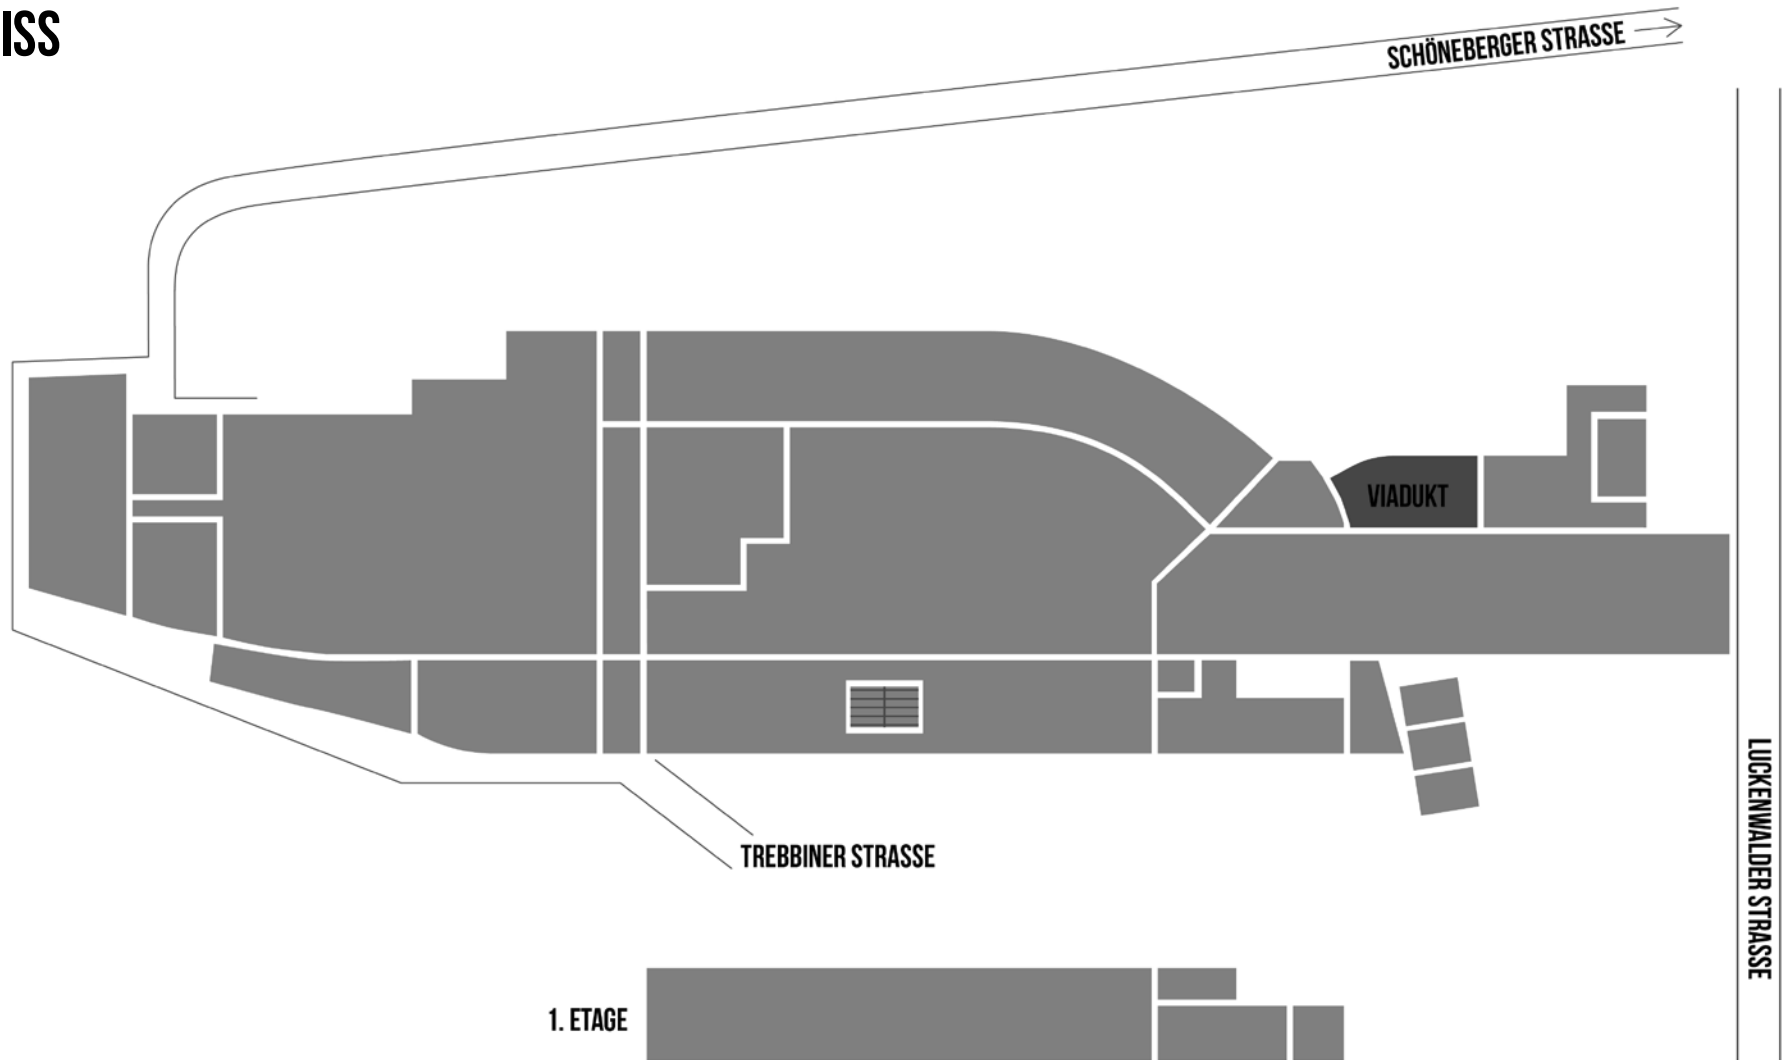 ISS
SCHÖNEBERGER STRASSE
VIADUKT
TREBBINER STRASSE
LUCKENWALDER STRASSE
1. ETAGE